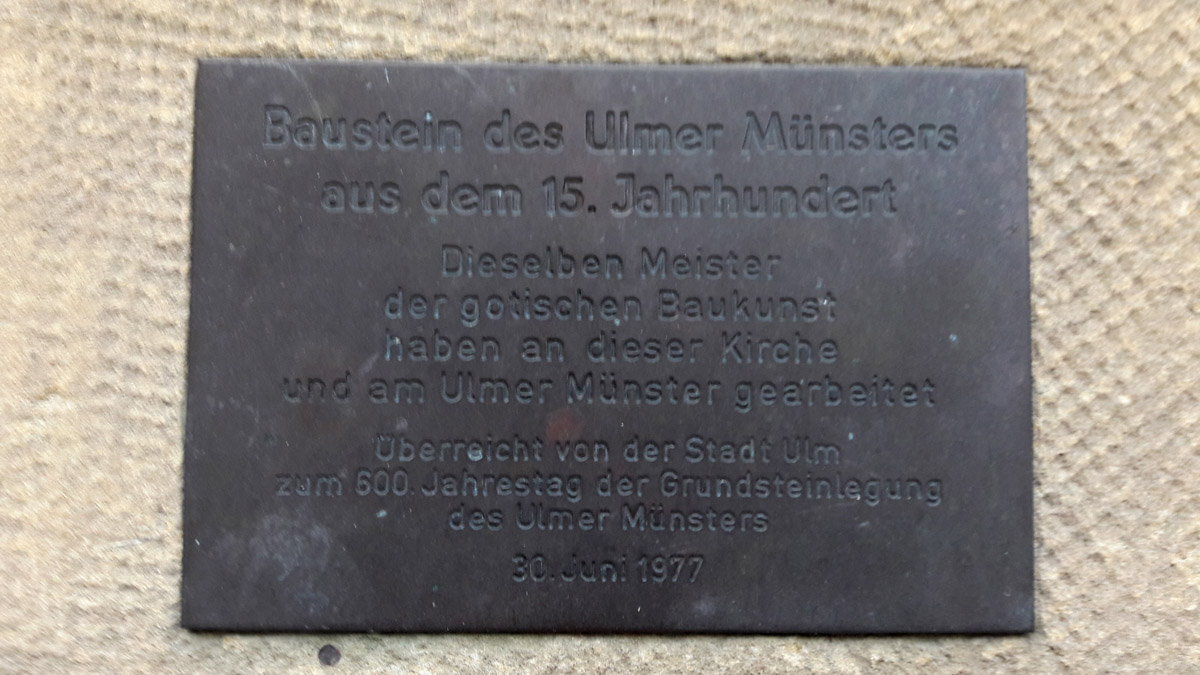 Baustein des Ulmer Münsters
aus dem 15. Jahrhundert
Dieselben Meister
der gotischen Baukunst
haben an dieser Kirche
und am Ulmer Münster gearbeitet
Überreicht von der Stadt Ulm
zum 600. Jahrestag der Grundsteinlegung
des Ulmer Münsters
30. Juni 1977